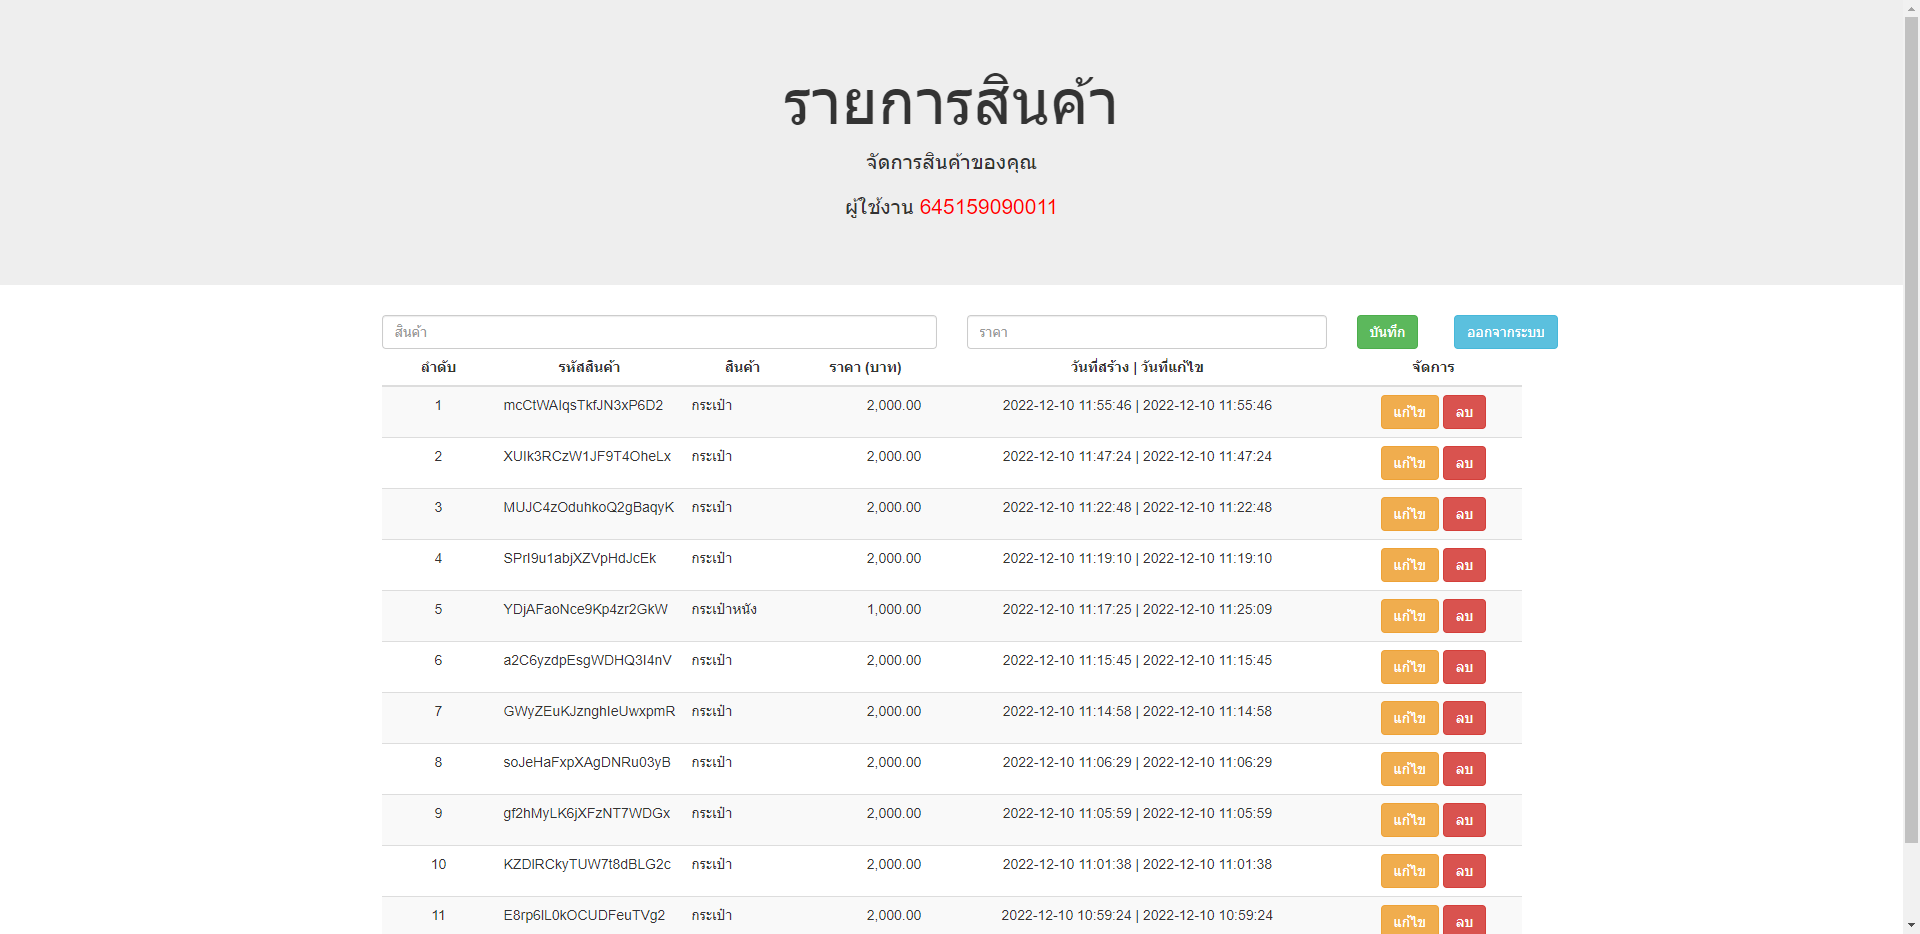 รายการสินค้า
จัดการสินค้าของคุณ
ผู้ใช้งาน 645159090011
สินค้า ราคา บันทึก ออกจากระบบ
ลำดับ รหัสสินค้า สินค้า ราคา (บาท) วันที่สร้าง | วันที่แก้ไข จัดการ
1 mcCtWAlqsTkfJN3xP6D2 กระเป๋า 2,000.00 2022-12-10 11:55:46 | 2022-12-10 11:55:46 แก้ไข ลบ
2 XUlk3RCzW1JF9T4OheLx กระเป๋า 2,000.00 2022-12-10 11:47:24 | 2022-12-10 11:47:24 แก้ไข ลบ
3 MUJC4zOduhkoQ2gBaqyK กระเป๋า 2,000.00 2022-12-10 11:22:48 | 2022-12-10 11:22:48 แก้ไข ลบ
4 SPrI9u1abjXZVpHdJcEk กระเป๋า 2,000.00 2022-12-10 11:19:10 | 2022-12-10 11:19:10 แก้ไข ลบ
5 YDjAFaoNce9Kp4zr2GkW กระเป๋าหนัง 1,000.00 2022-12-10 11:17:25 | 2022-12-10 11:25:09 แก้ไข ลบ
6 a2C6yzdpEsgWDHQ3I4nV กระเป๋า 2,000.00 2022-12-10 11:15:45 | 2022-12-10 11:15:45 แก้ไข ลบ
7 GWyZEuKJznghIeUwxpmR กระเป๋า 2,000.00 2022-12-10 11:14:58 | 2022-12-10 11:14:58 แก้ไข ลบ
8 soJeHaFxpXAgDNRu03yB กระเป๋า 2,000.00 2022-12-10 11:06:29 | 2022-12-10 11:06:29 แก้ไข ลบ
9 gf2hMyLK6jXFzNT7WDGx กระเป๋า 2,000.00 2022-12-10 11:05:59 | 2022-12-10 11:05:59 แก้ไข ลบ
10 KZDIRCkyTUW7t8dBLG2c กระเป๋า 2,000.00 2022-12-10 11:01:38 | 2022-12-10 11:01:38 แก้ไข ลบ
11 E8rp6lL0kOCUDFeuTVg2 กระเป๋า 2,000.00 2022-12-10 10:59:24 | 2022-12-10 10:59:24 แก้ไข ลบ